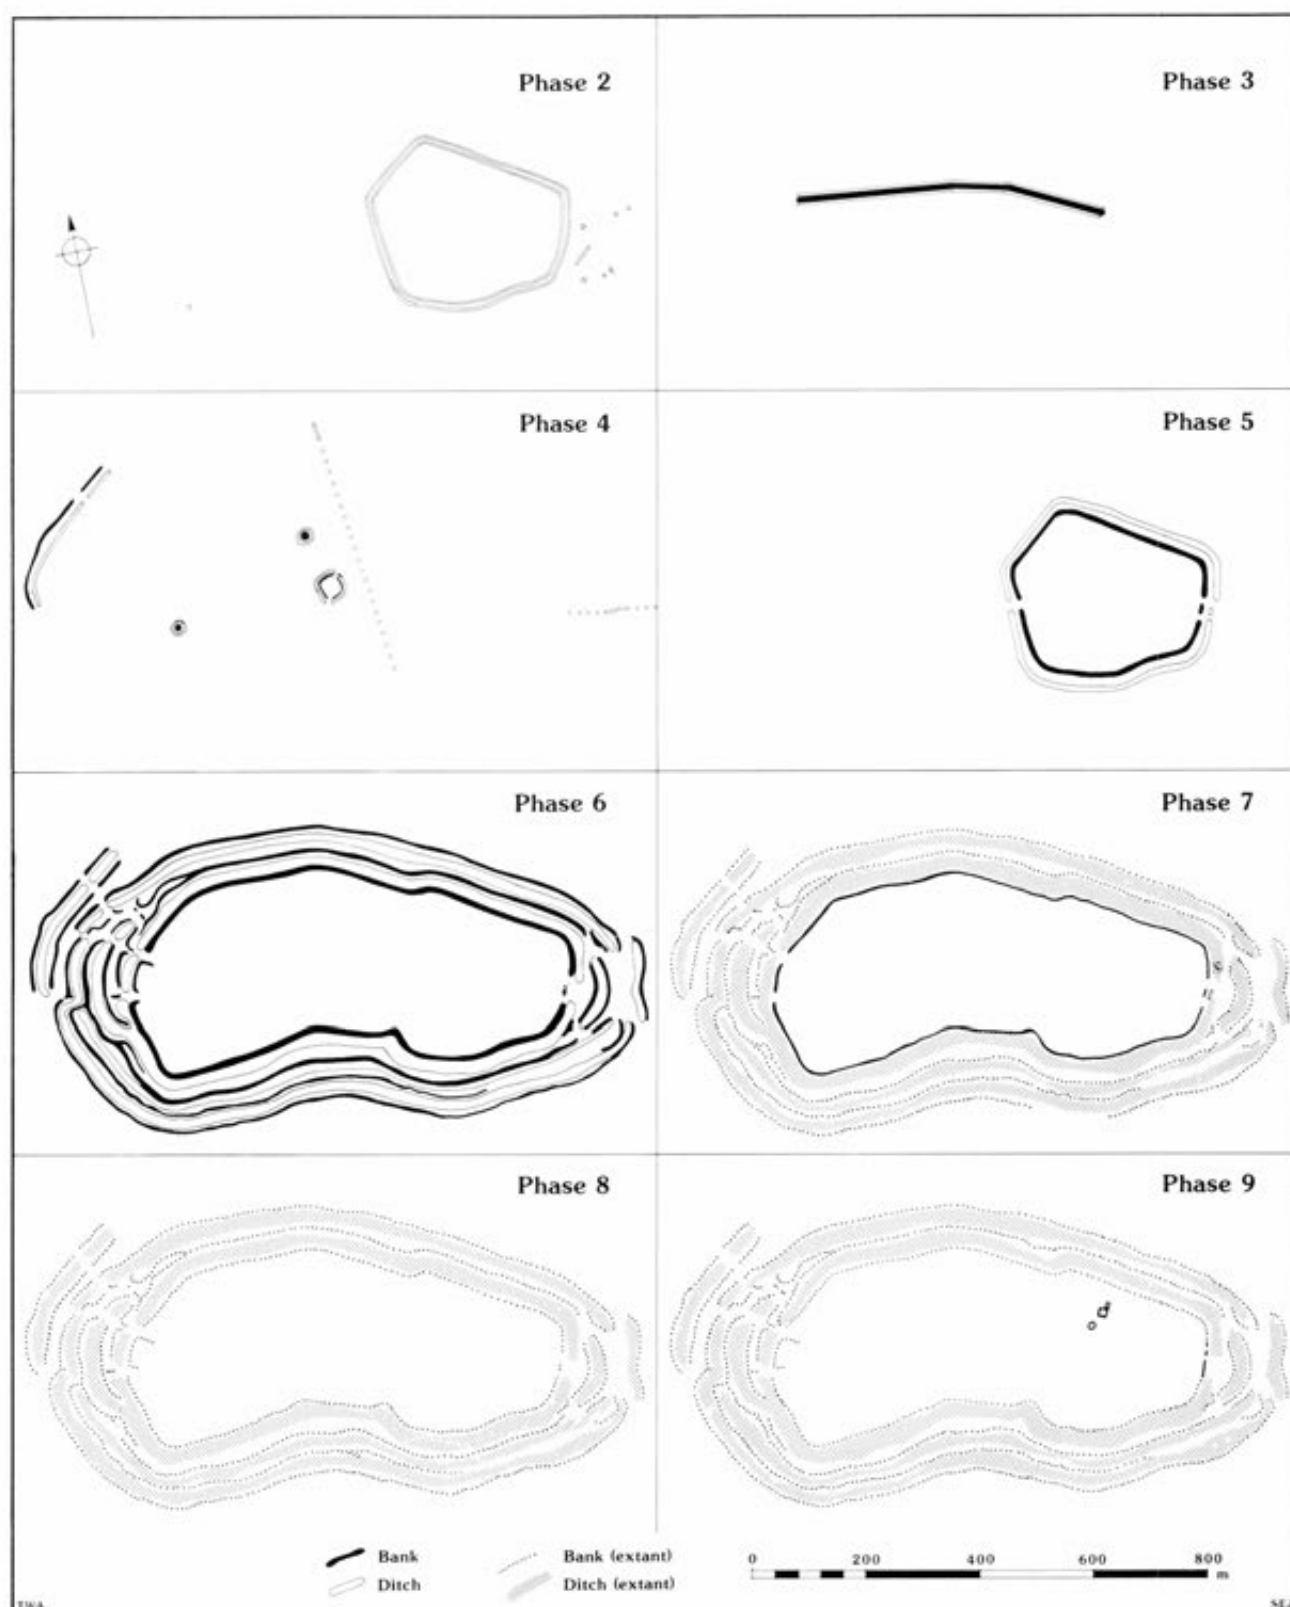 Phase 2
Phase 3
Phase 4
Phase 5
Phase 6
Phase 7
Phase 8
Phase 9
Bank
Bank (extant)
Ditch
Ditch (extant)
0 200 400 600 800
m
TWA